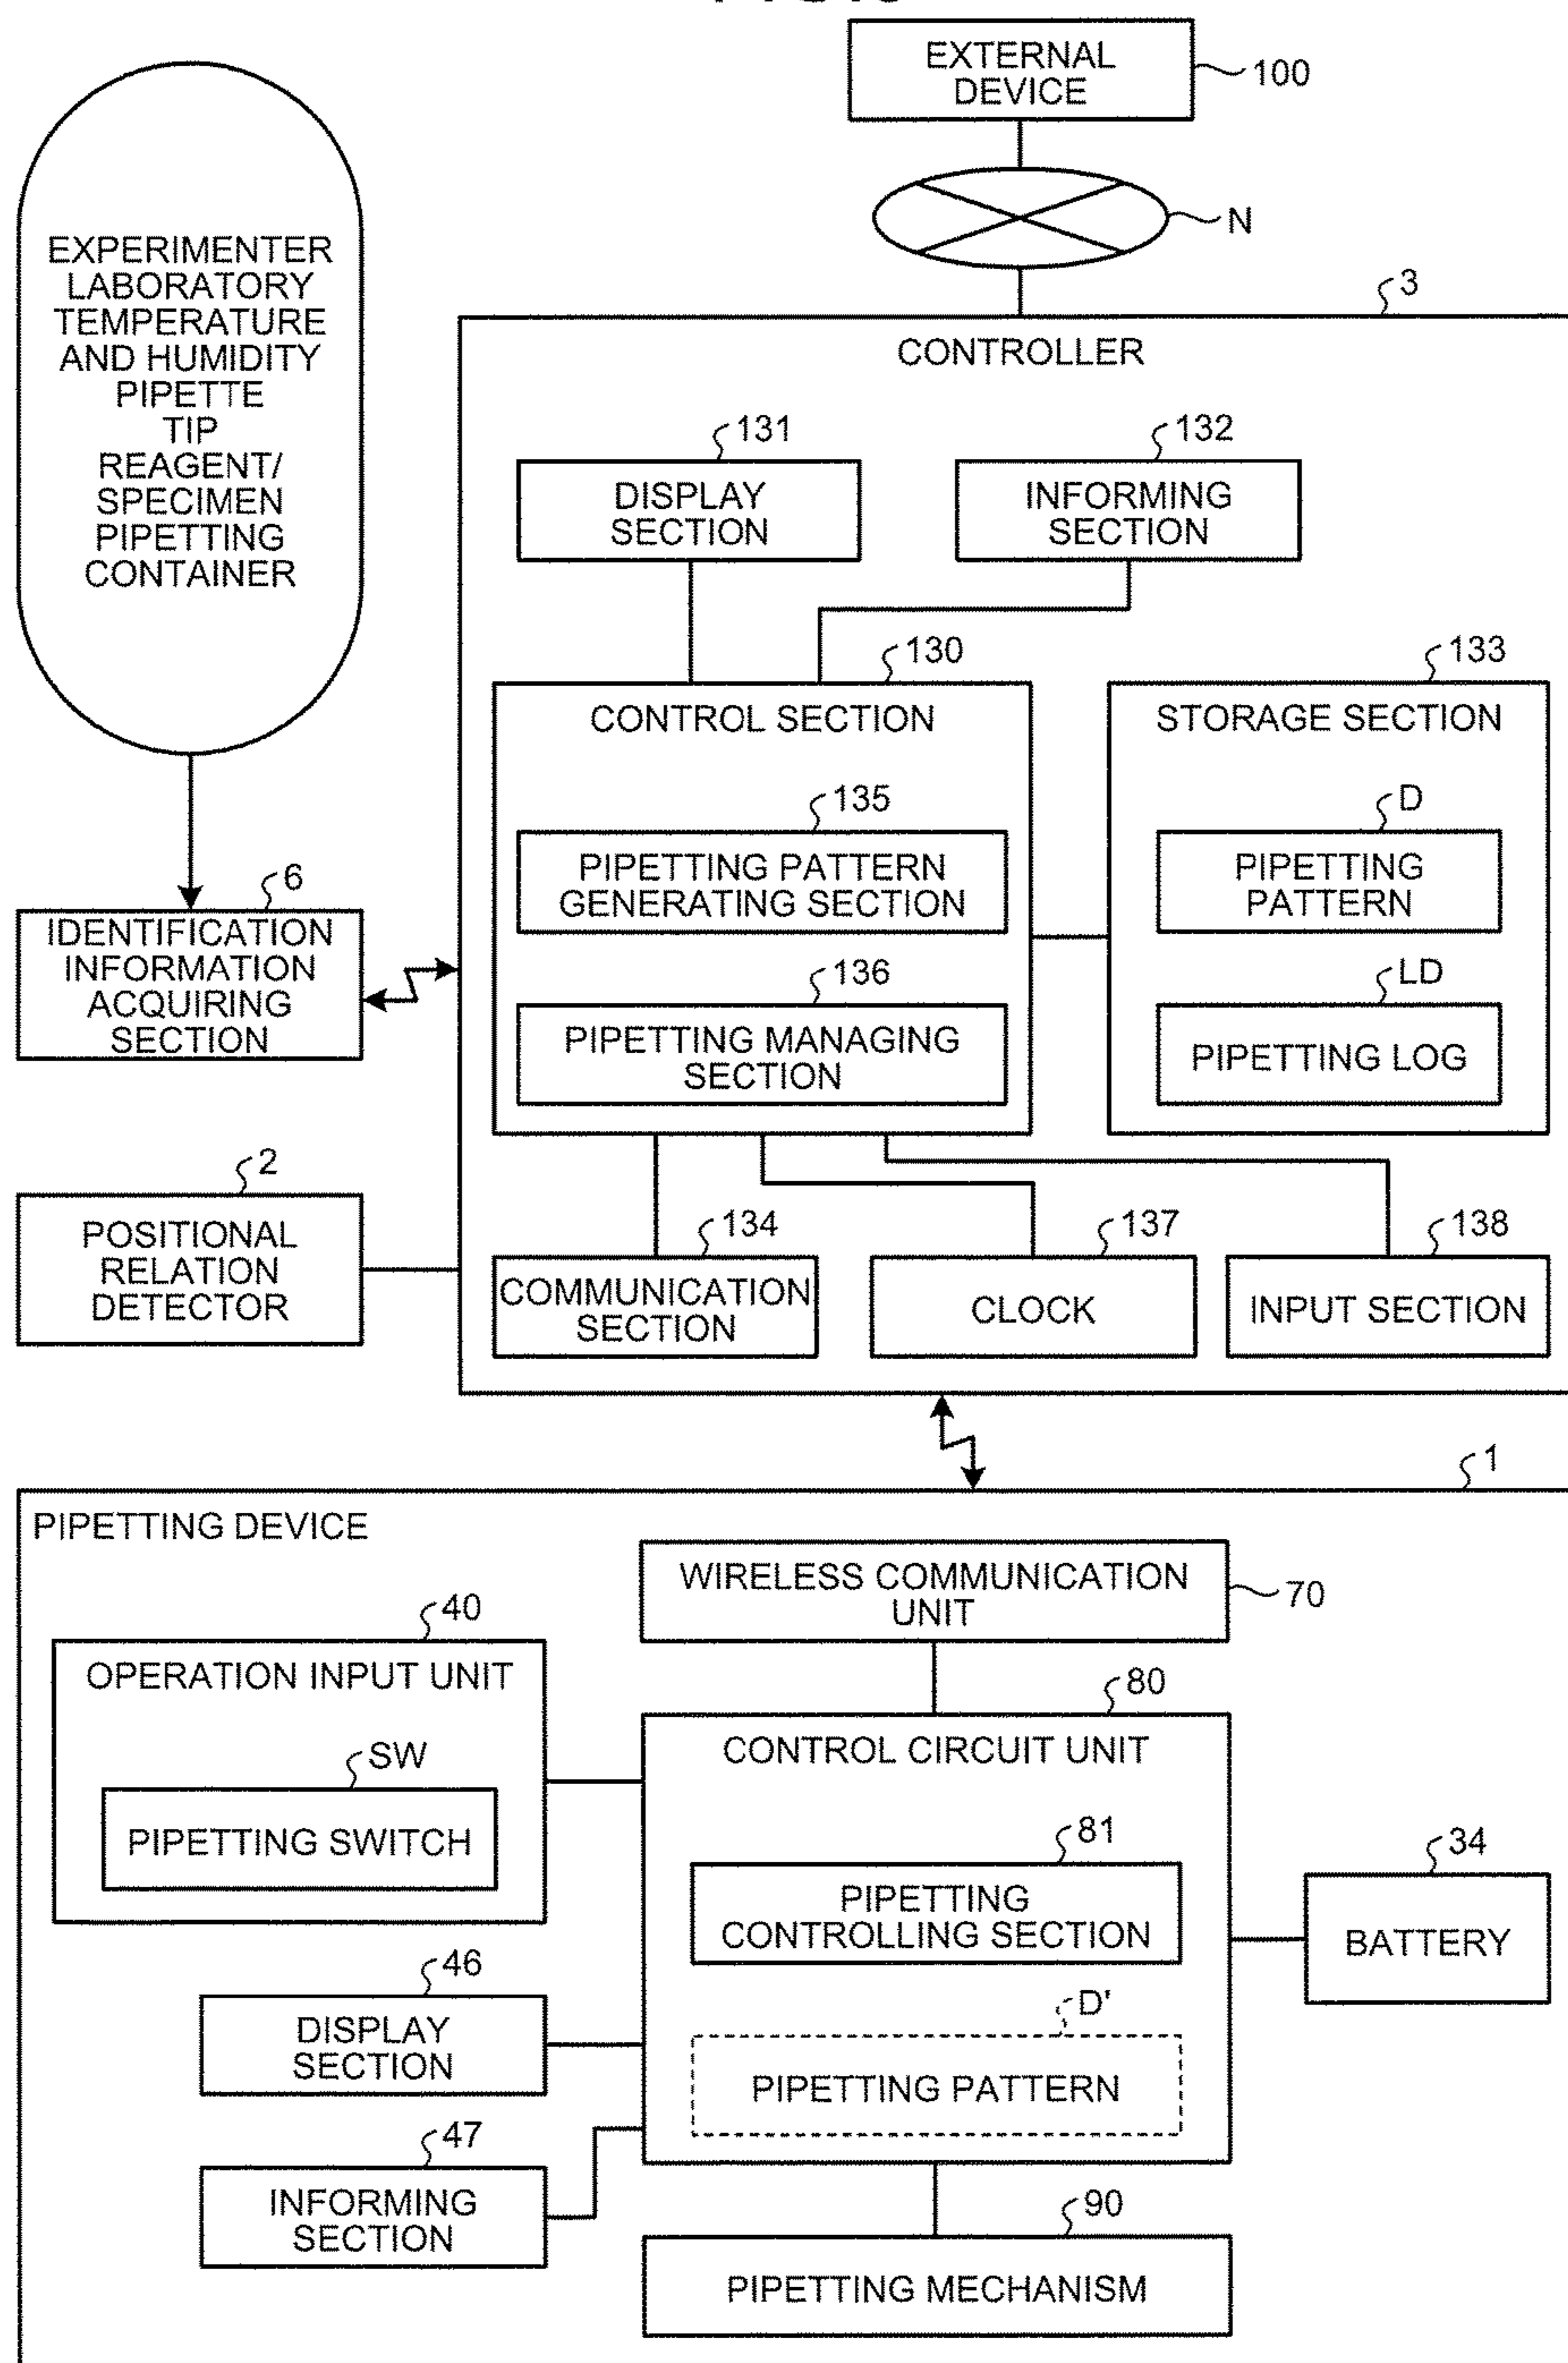 EXTERNAL
DEVICE
100
N
EXPERIMENTER
LABORATORY
TEMPERATURE
AND HUMIDITY
PIPETTE
TIP
REAGENT/
SPECIMEN
PIPETTING
CONTAINER
3
CONTROLLER
131
DISPLAY
SECTION
132
INFORMING
SECTION
130
CONTROL SECTION
135
PIPETTING PATTERN
GENERATING SECTION
136
PIPETTING MANAGING
SECTION
133
STORAGE SECTION
D
PIPETTING
PATTERN
LD
PIPETTING LOG
6
IDENTIFICATION
INFORMATION
ACQUIRING
SECTION
2
POSITIONAL
RELATION
DETECTOR
134
COMMUNICATION
SECTION
137
CLOCK
138
INPUT SECTION
1
PIPETTING DEVICE
WIRELESS COMMUNICATION
UNIT
70
40
OPERATION INPUT UNIT
SW
PIPETTING SWITCH
80
CONTROL CIRCUIT UNIT
81
PIPETTING
CONTROLLING SECTION
D'
PIPETTING PATTERN
34
BATTERY
46
DISPLAY
SECTION
47
INFORMING
SECTION
90
PIPETTING MECHANISM